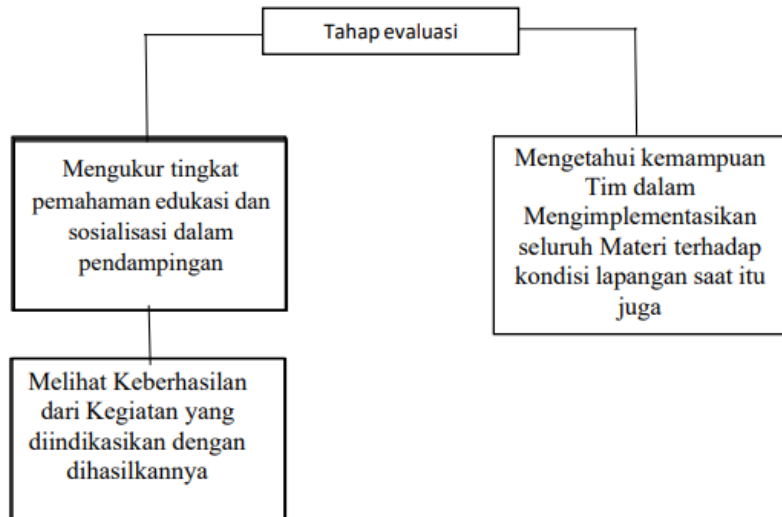 Tahap evaluasi
Mengukur tingkat
pemahaman edukasi dan
sosialisasi dalam
pendampingan
Mengetahui kemampuan
Tim dalam
Mengimplementasikan
seluruh Materi terhadap
kondisi lapangan saat itu
juga
Melihat Keberhasilan
dari Kegiatan yang
diindikasikan dengan
dihasilkannya